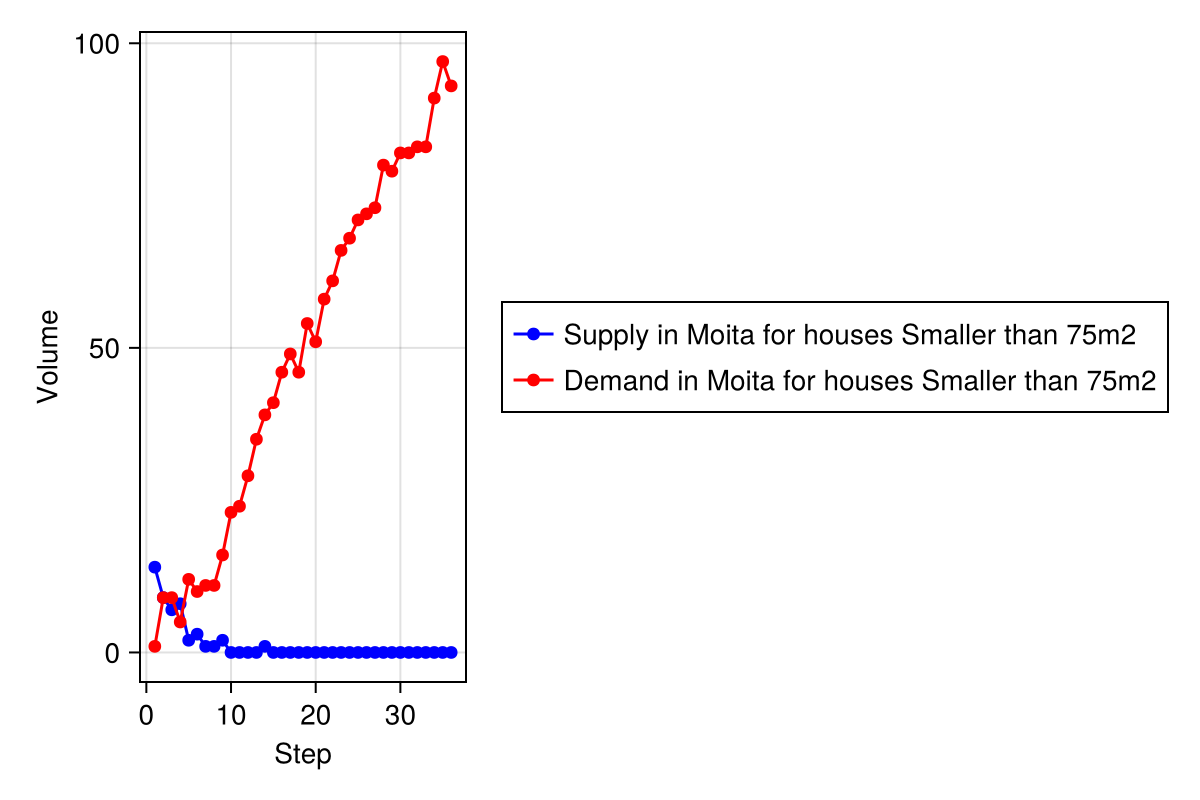 100
50
0
Volume
0 10 20 30
Step
Supply in Moita for houses Smaller than 75m2
Demand in Moita for houses Smaller than 75m2